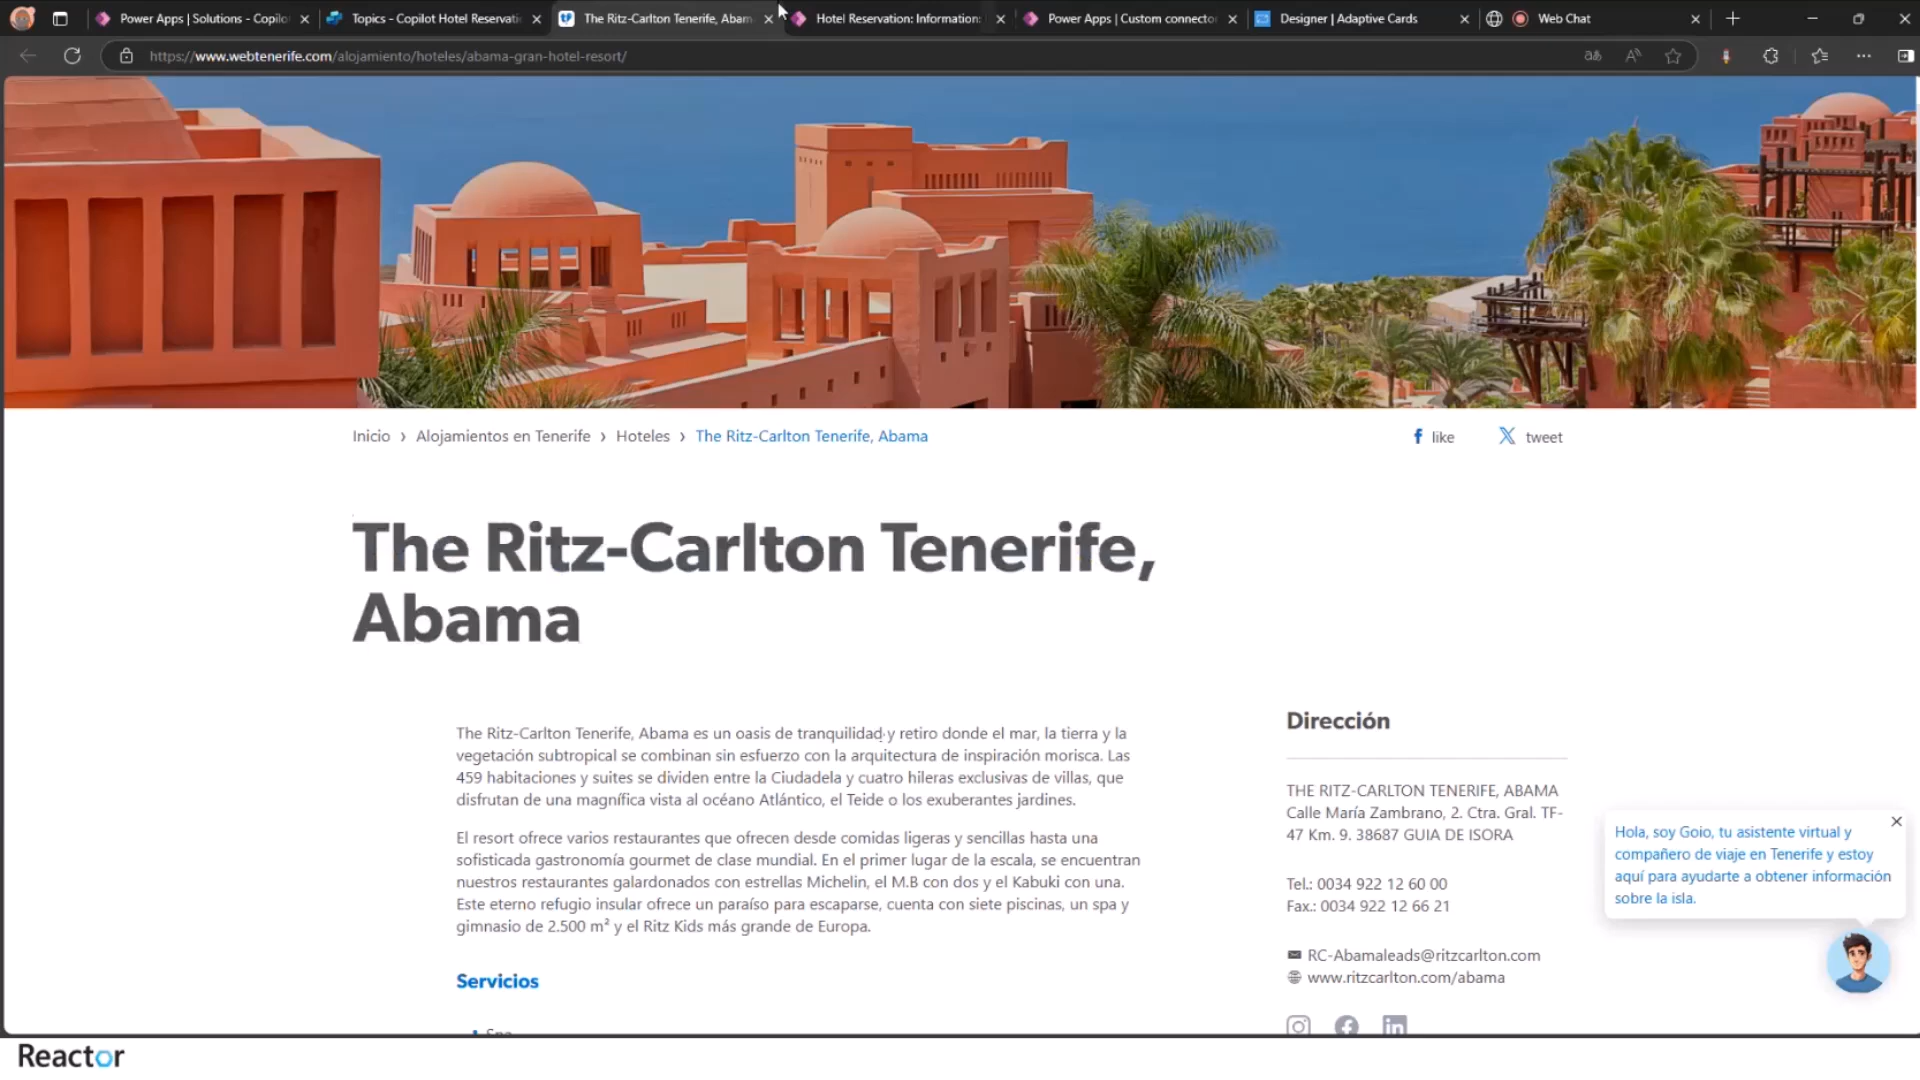 Power Apps | Solutions - Copilo
Topics - Copilot Hotel Reservati
The Ritz-Carlton Tenerife, Abam
Hotel Reservation: Information:
Power Apps | Custom connecto
Designer | Adaptive Cards
Web Chat
https://www.webtenerife.com/alojamiento/hoteles/abama-gran-hotel-resort/
Inicio › Alojamientos en Tenerife › Hoteles › The Ritz-Carlton Tenerife, Abama
like
tweet
The Ritz-Carlton Tenerife,
Abama
The Ritz-Carlton Tenerife, Abama es un oasis de tranquilidad y retiro donde el mar, la tierra y la
vegetación subtropical se combinan sin esfuerzo con la arquitectura de inspiración morisca. Las
459 habitaciones y suites se dividen entre la Ciudadela y cuatro hileras exclusivas de villas, que
disfrutan de una magnífica vista al océano Atlántico, el Teide o los exuberantes jardines.
El resort ofrece varios restaurantes que ofrecen desde comidas ligeras y sencillas hasta una
sofisticada gastronomía gourmet de clase mundial. En el primer lugar de la escala, se encuentran
nuestros restaurantes galardonados con estrellas Michelin, el M.B con dos y el Kabuki con una.
Este eterno refugio insular ofrece un paraíso para escaparse, cuenta con siete piscinas, un spa y
gimnasio de 2.500 m² y el Ritz Kids más grande de Europa.
Servicios
Dirección
THE RITZ-CARLTON TENERIFE, ABAMA
Calle María Zambrano, 2. Ctra. Gral. TF-
47 Km. 9. 38687 GUIA DE ISORA
Tel.: 0034 922 12 60 00
Fax.: 0034 922 12 66 21
RC-Abamaleads@ritzcarlton.com
www.ritzcarlton.com/abama
Hola, soy Goio, tu asistente virtual y
compañero de viaje en Tenerife y estoy
aquí para ayudarte a obtener información
sobre la isla.
Reactor